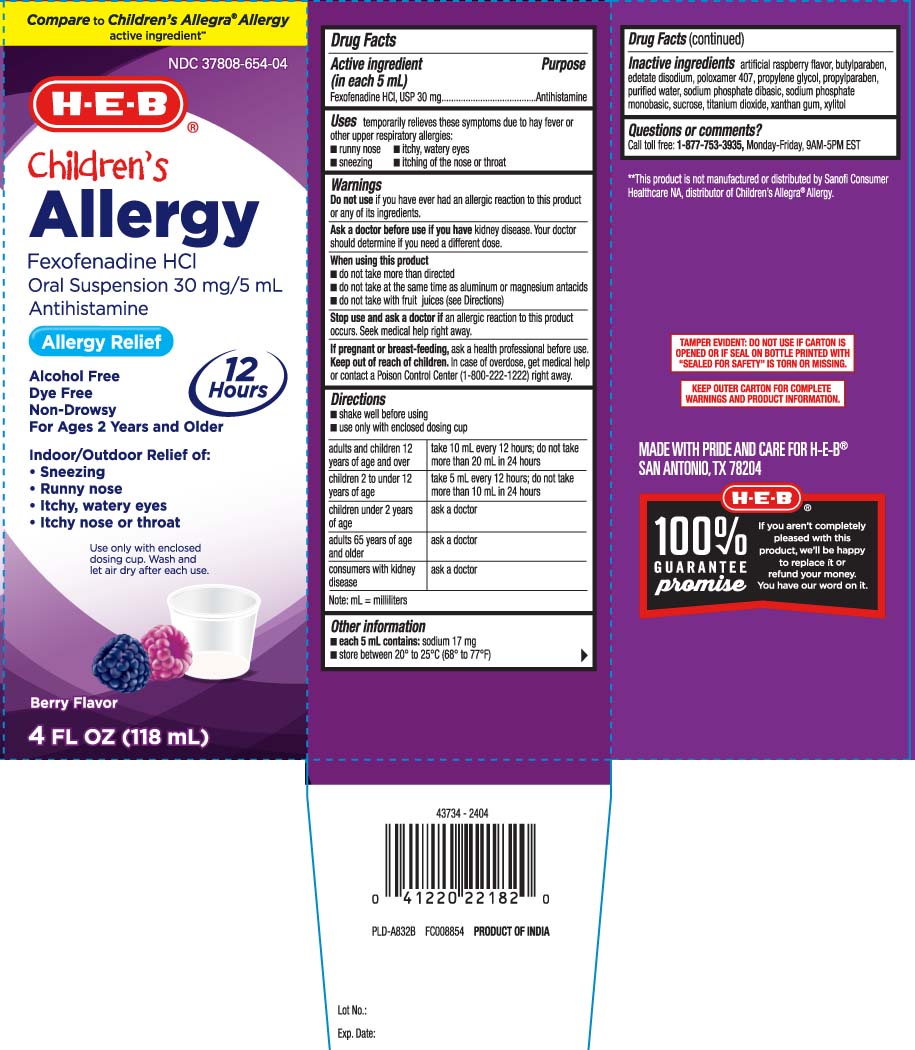 Compare to Children's Allegra® Allergy
active ingredient**
NDC 37808-654-04
H-E-B®
Children's
Allergy
Fexofenadine HCl
Oral Suspension 30 mg/5 mL
Antihistamine
Allergy Relief
12
Hours
Alcohol Free
Dye Free
Non-Drowsy
For Ages 2 Years and Older
Indoor/Outdoor Relief of:
• Sneezing
• Runny nose
• Itchy, watery eyes
• Itchy nose or throat
Use only with enclosed
dosing cup. Wash and
let air dry after each use.
Berry Flavor
4 FL OZ (118 mL)
Drug Facts
Active ingredient Purpose
(in each 5 mL)
Fexofenadine HCl, USP 30 mg....................................Antihistamine
Uses temporarily relieves these symptoms due to hay fever or
other upper respiratory allergies:
■ runny nose ■ itchy, watery eyes
■ sneezing ■ itching of the nose or throat
Warnings
Do not use if you have ever had an allergic reaction to this product
or any of its ingredients.
Ask a doctor before use if you have kidney disease. Your doctor
should determine if you need a different dose.
When using this product
■ do not take more than directed
■ do not take at the same time as aluminum or magnesium antacids
■ do not take with fruit juices (see Directions)
Stop use and ask a doctor if an allergic reaction to this product
occurs. Seek medical help right away.
If pregnant or breast-feeding, ask a health professional before use.
Keep out of reach of children. In case of overdose, get medical help
or contact a Poison Control Center (1-800-222-1222) right away.
Directions
■ shake well before using
■ use only with enclosed dosing cup
adults and children 12 take 10 mL every 12 hours; do not take
years of age and over more than 20 mL in 24 hours
children 2 to under 12 take 5 mL every 12 hours; do not take
years of age more than 10 mL in 24 hours
children under 2 years ask a doctor
of age
adults 65 years of age ask a doctor
and older
consumers with kidney ask a doctor
disease
Note: mL = milliliters
Other information
■ each 5 mL contains: sodium 17 mg
■ store between 20° to 25°C (68° to 77°F)
Drug Facts (continued)
Inactive ingredients artificial raspberry flavor, butylparaben,
edetate disodium, poloxamer 407, propylene glycol, propylparaben,
purified water, sodium phosphate dibasic, sodium phosphate
monobasic, sucrose, titanium dioxide, xanthan gum, xylitol
Questions or comments?
Call toll free: 1-877-753-3935, Monday-Friday, 9AM-5PM EST
**This product is not manufactured or distributed by Sanofi Consumer
Healthcare NA, distributor of Children's Allegra® Allergy.
TAMPER EVIDENT: DO NOT USE IF CARTON IS
OPENED OR IF SEAL ON BOTTLE PRINTED WITH
"SEALED FOR SAFETY" IS TORN OR MISSING.
KEEP OUTER CARTON FOR COMPLETE
WARNINGS AND PRODUCT INFORMATION.
MADE WITH PRIDE AND CARE FOR H-E-B®
SAN ANTONIO, TX 78204
H-E-B®
100%
GUARANTEE
promise
If you aren't completely
pleased with this
product, we'll be happy
to replace it or
refund your money.
You have our word on it.
43734 - 2404
0 41220 22182 0
PLD-A832B FC008854 PRODUCT OF INDIA
Lot No.:
Exp. Date: